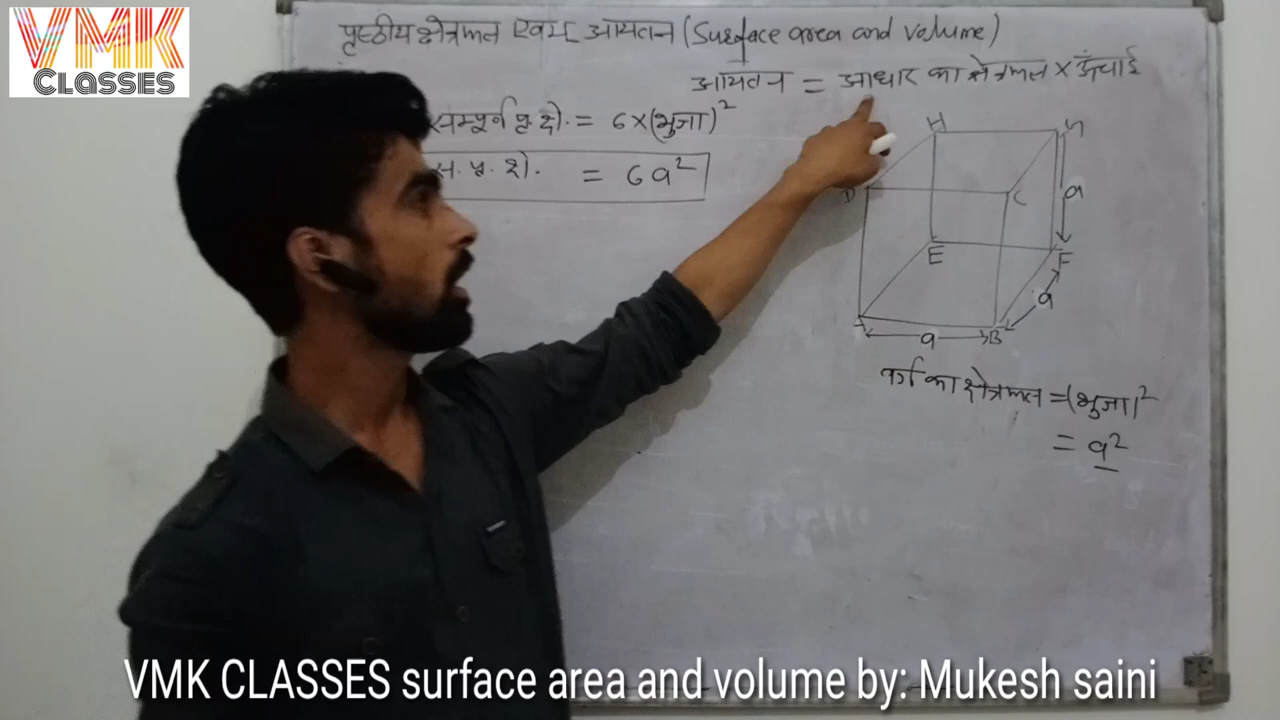 VMK
CLASSES
पृष्ठीय क्षेत्रफल एवम् आयतन (Surface area and volume)
आयतन = आधार का क्षेत्रफल × ऊँचाई
सम्पूर्ण पृ. क्षे. = 6×(भुजा)²
स. पृ. क्षे. = 6a²
H G
D C
a
E F
a
A a B
वर्ग का क्षेत्रफल = (भुजा)²
= a²
VMK CLASSES surface area and volume by: Mukesh saini